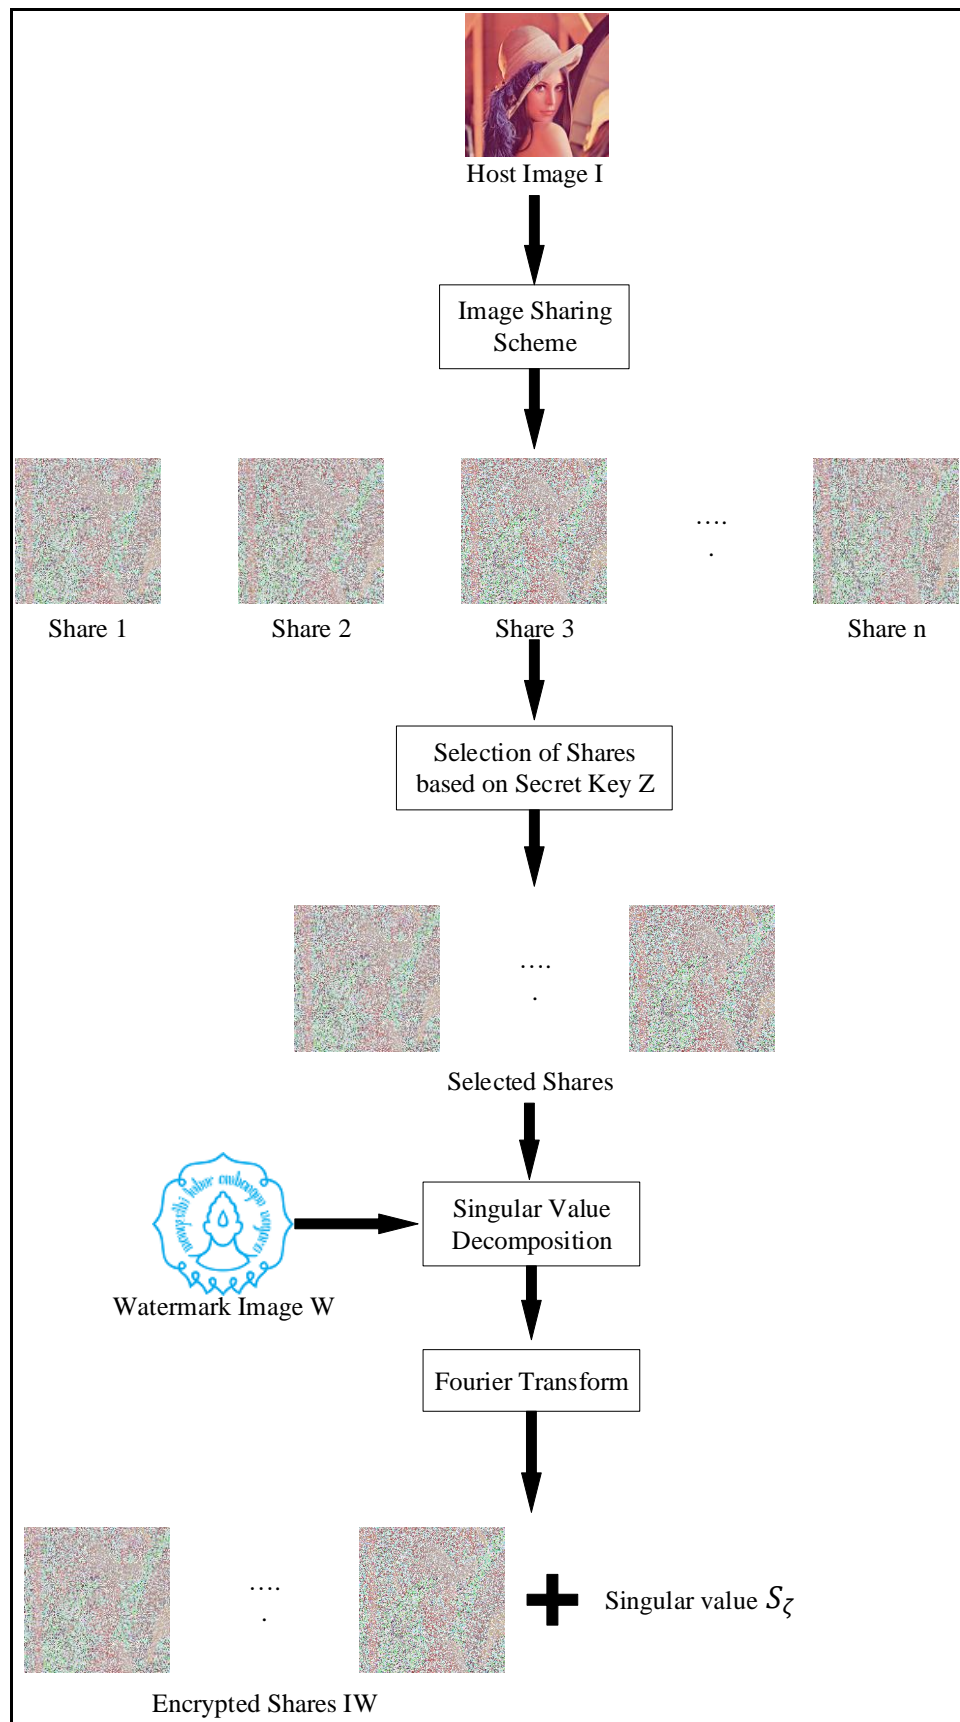 Host Image I
Image Sharing
Scheme
….
.
Share 1
Share 2
Share 3
Share n
Selection of Shares
based on Secret Key Z
….
.
Selected Shares
Singular Value
Decomposition
Watermark Image W
Fourier Transform
….
.
Singular value S_ζ
Encrypted Shares IW